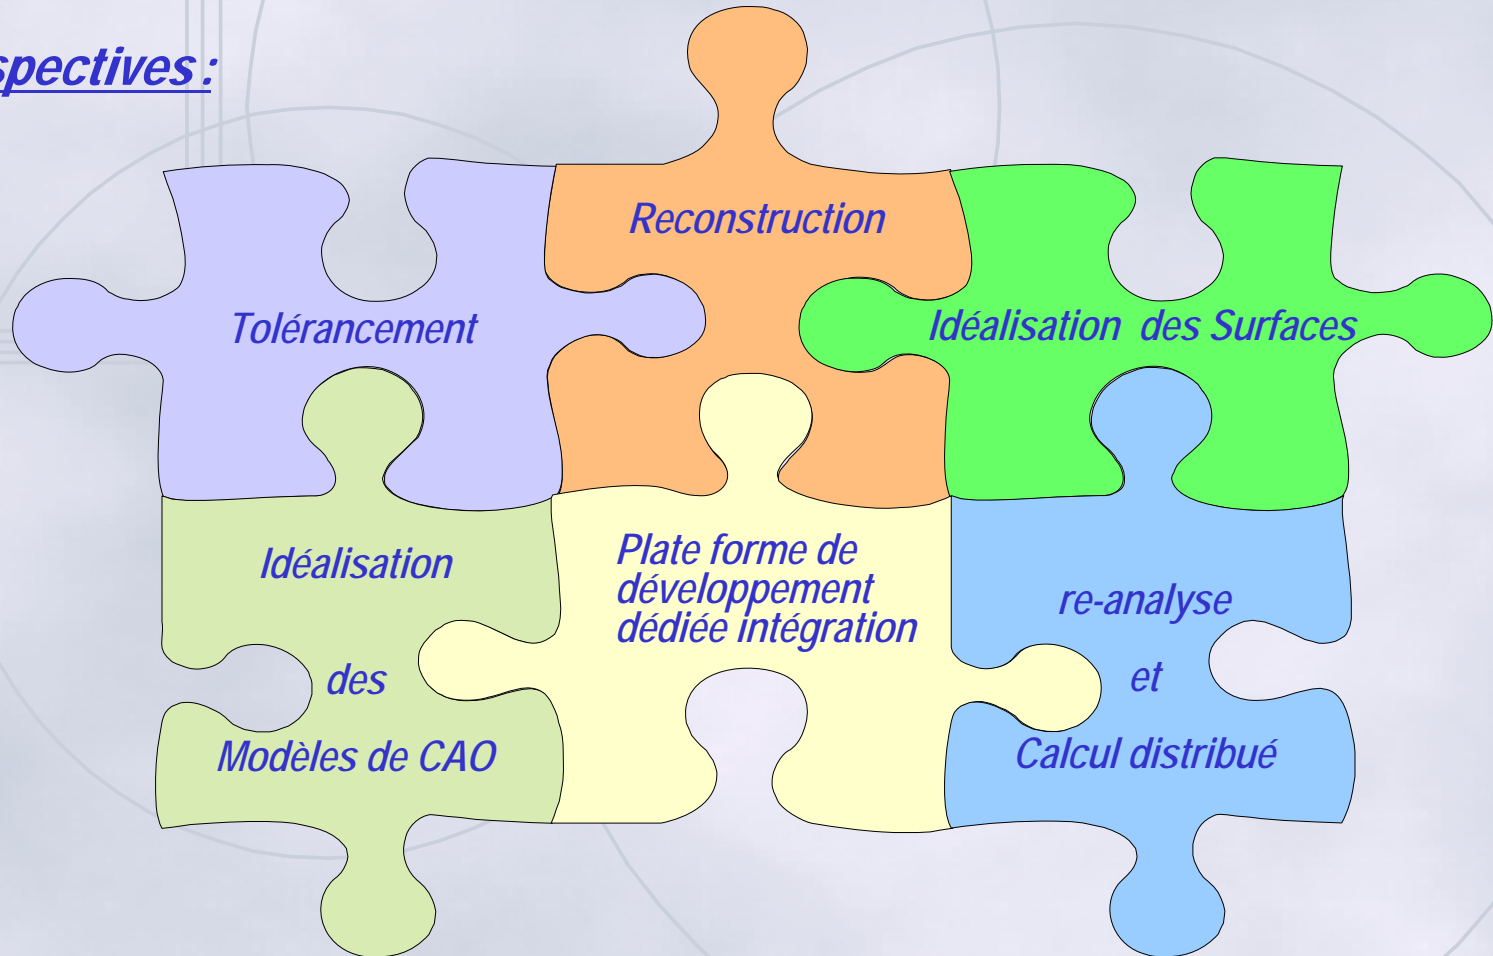 spectives :
Reconstruction
Tolérancement
Idéalisation des Surfaces
Idéalisation
des
Modèles de CAO
Plate forme de
développement
dédiée intégration
re-analyse
et
Calcul distribué